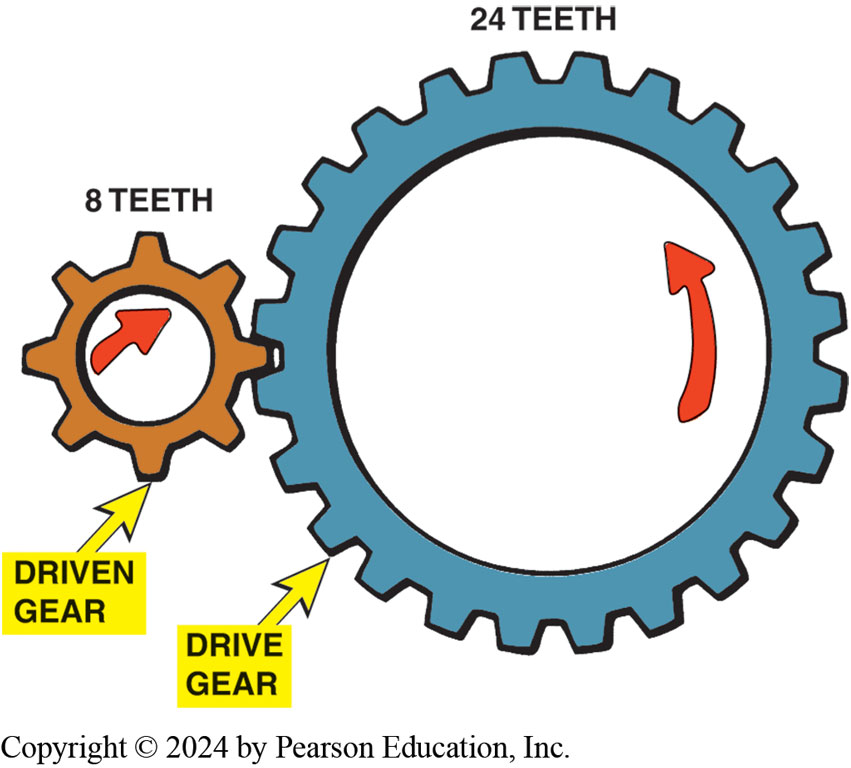 24 TEETH
8 TEETH
DRIVEN
GEAR
DRIVE
GEAR
Copyright © 2024 by Pearson Education, Inc.